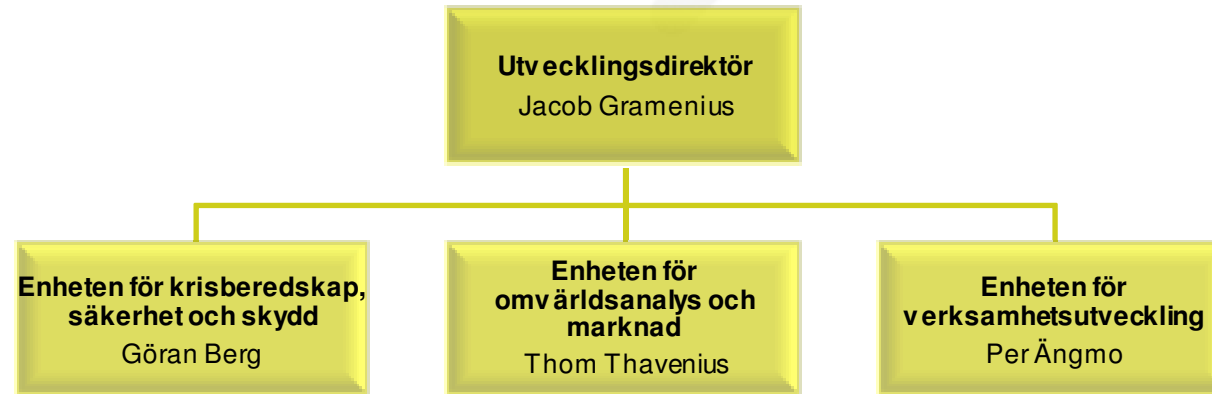 Utvecklingsdirektör
Jacob Gramenius
Enheten för krisberedskap,
säkerhet och skydd
Göran Berg
Enheten för
omvärldsanalys och
marknad
Thom Thavenius
Enheten för
verksamhetsutveckling
Per Ängmo